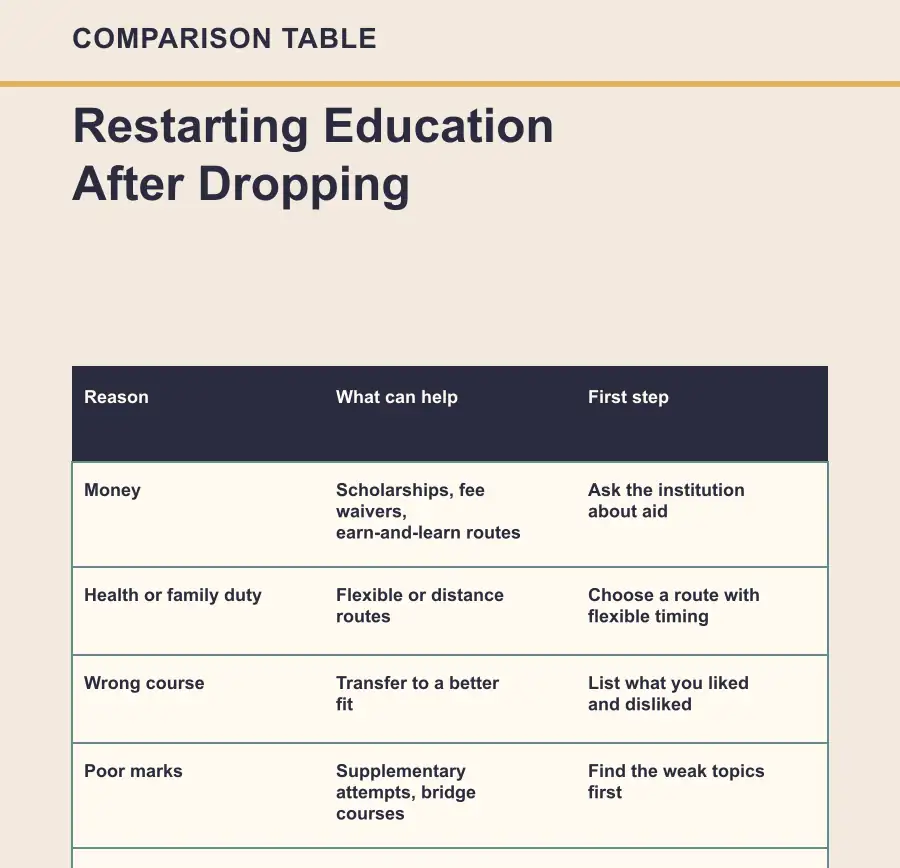 COMPARISON TABLE
Restarting Education
After Dropping
Reason
What can help
First step
Money
Scholarships, fee
waivers,
earn-and-learn routes
Ask the institution
about aid
Health or family duty
Flexible or distance
routes
Choose a route with
flexible timing
Wrong course
Transfer to a better
fit
List what you liked
and disliked
Poor marks
Supplementary
attempts, bridge
courses
Find the weak topics
first